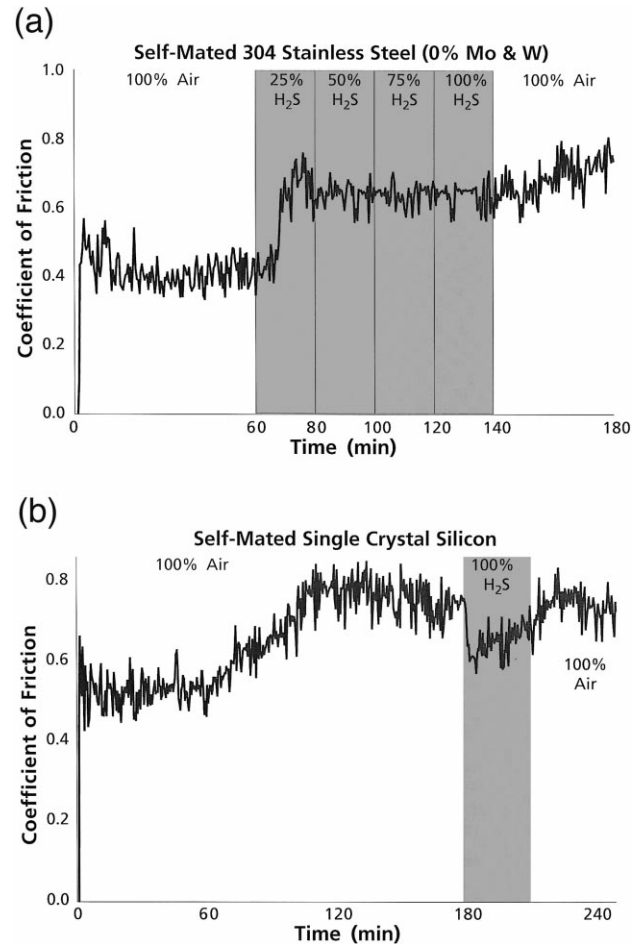 (a)
Self-Mated 304 Stainless Steel (0% Mo & W)
100% Air
25%
H₂S
50%
H₂S
75%
H₂S
100%
H₂S
100% Air
Coefficient of Friction
1.0
0.8
0.6
0.4
0.2
0.0
0
60
80
100
120
140
180
Time (min)
(b)
Self-Mated Single Crystal Silicon
100% Air
100%
H₂S
100%
Air
Coefficient of Friction
0.8
0.6
0.4
0.2
0.0
0
60
120
180
240
Time (min)